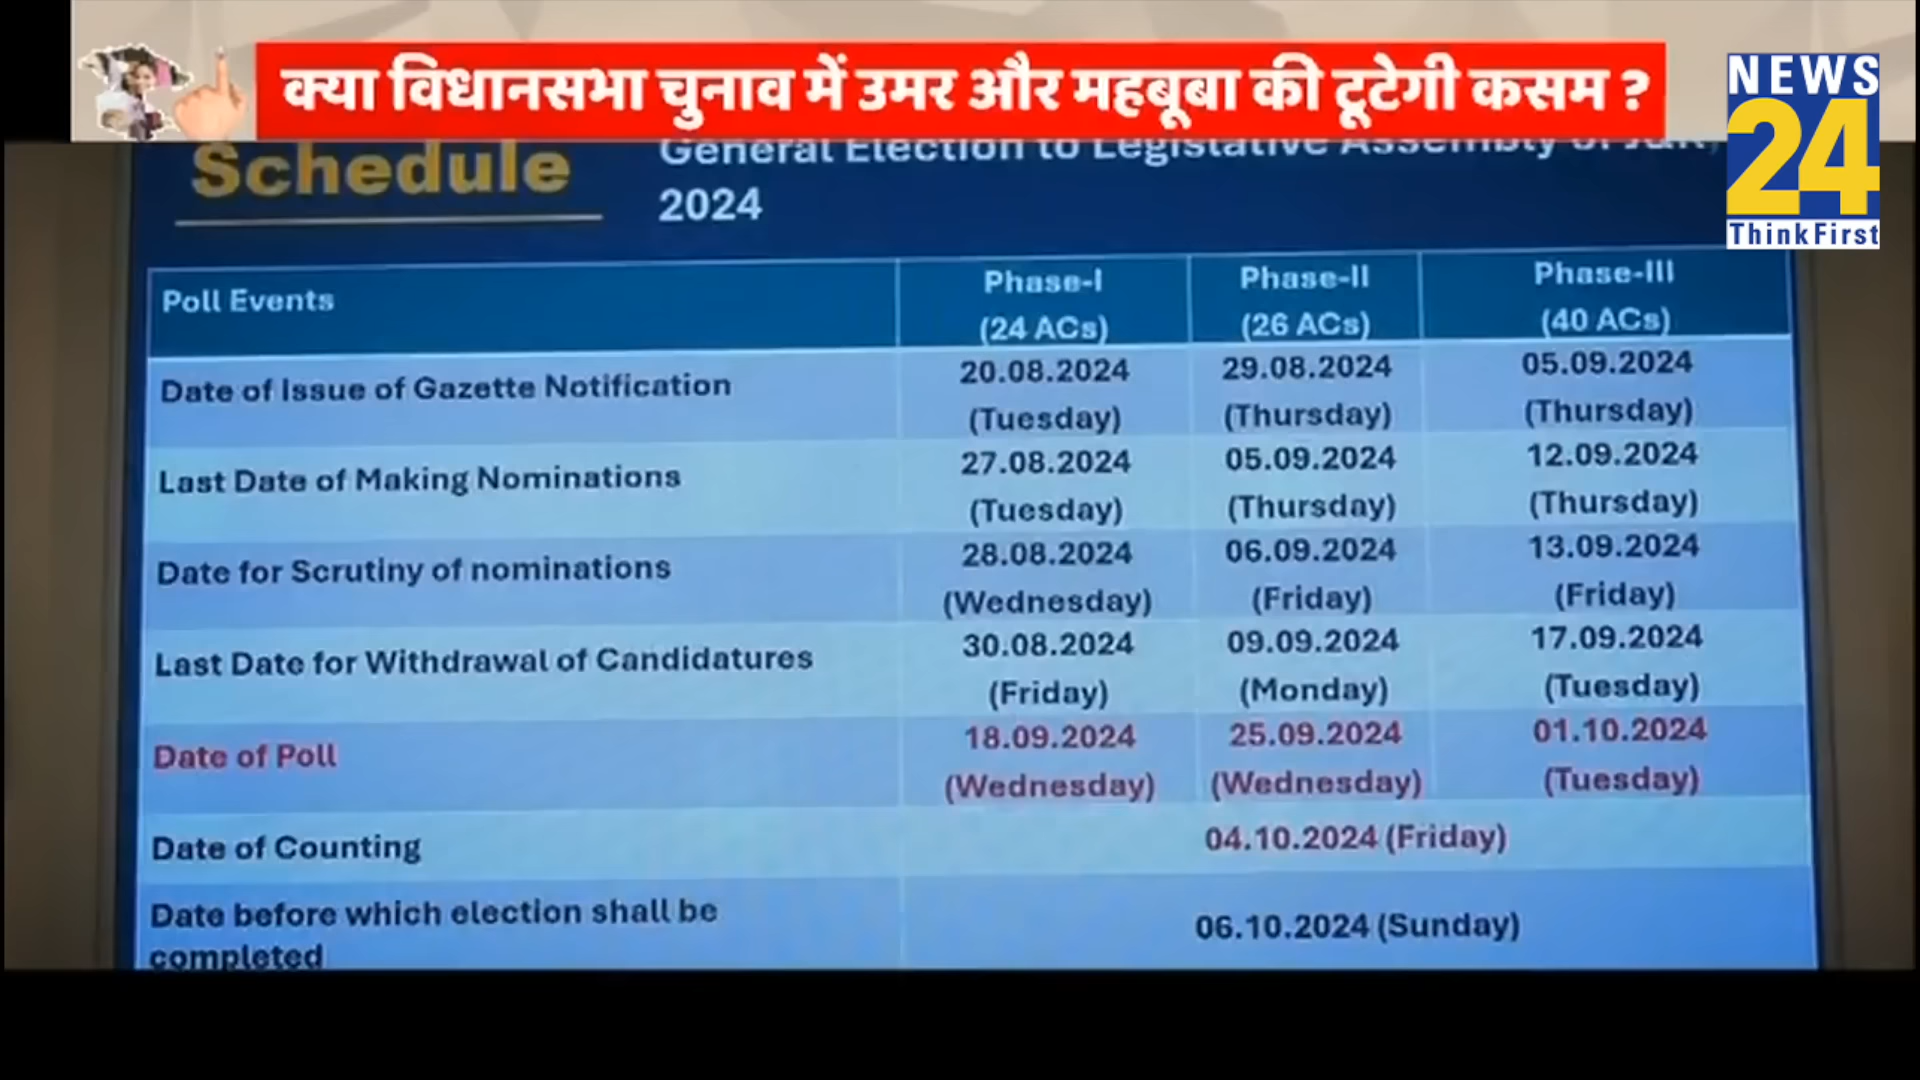 क्या विधानसभा चुनाव में उमर और महबूबा की टूटेगी कसम ?
NEWS
24
ThinkFirst
Schedule
General Election to Legislative Assembly of J&K,
2024
Poll Events
Phase-I
(24 ACs)
Phase-II
(26 ACs)
Phase-III
(40 ACs)
Date of Issue of Gazette Notification
20.08.2024
(Tuesday)
29.08.2024
(Thursday)
05.09.2024
(Thursday)
Last Date of Making Nominations
27.08.2024
(Tuesday)
05.09.2024
(Thursday)
12.09.2024
(Thursday)
Date for Scrutiny of nominations
28.08.2024
(Wednesday)
06.09.2024
(Friday)
13.09.2024
(Friday)
Last Date for Withdrawal of Candidatures
30.08.2024
(Friday)
09.09.2024
(Monday)
17.09.2024
(Tuesday)
Date of Poll
18.09.2024
(Wednesday)
25.09.2024
(Wednesday)
01.10.2024
(Tuesday)
Date of Counting
04.10.2024 (Friday)
Date before which election shall be
completed
06.10.2024 (Sunday)